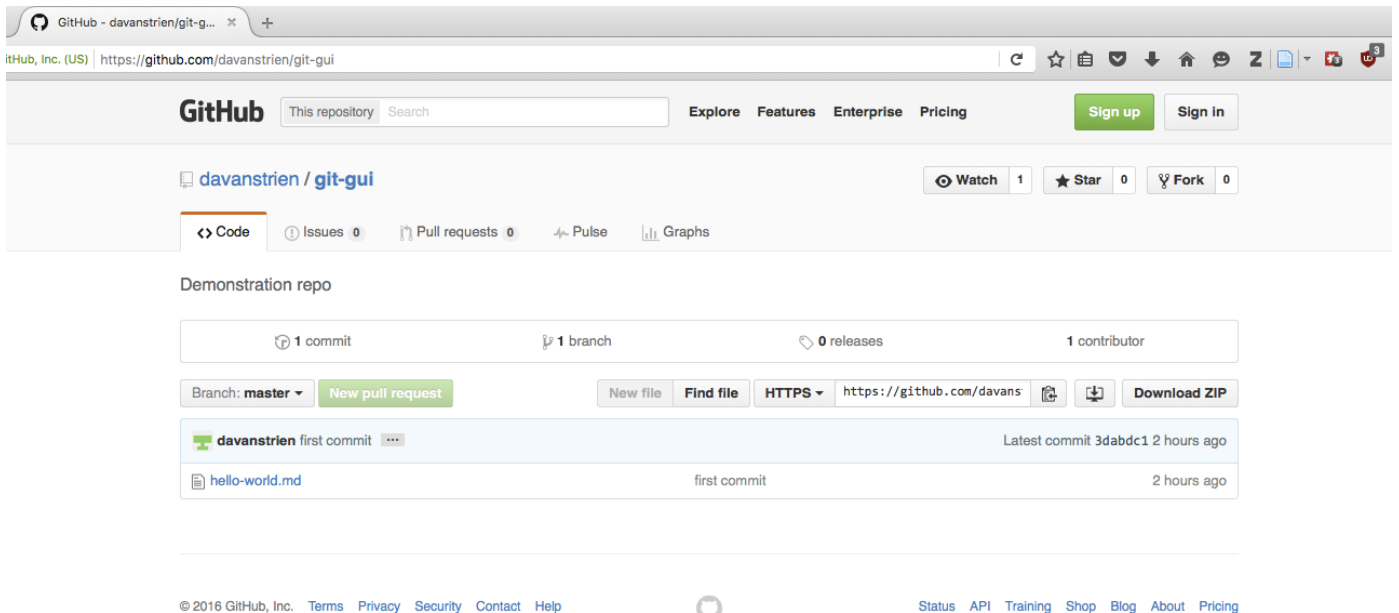 GitHub - davanstrien/git-g... × +
itHub, Inc. (US) https://github.com/davanstrien/git-gui Z 3 3
GitHub This repository Search Explore Features Enterprise Pricing Sign up Sign in
davanstrien / git-gui Watch 1 Star 0 Fork 0
Code Issues 0 Pull requests 0 Pulse Graphs
Demonstration repo
1 commit 1 branch 0 releases 1 contributor
Branch: master New pull request New file Find file HTTPS https://github.com/davans Download ZIP
davanstrien first commit ... Latest commit 3dabdc1 2 hours ago
hello-world.md first commit 2 hours ago
© 2016 GitHub, Inc. Terms Privacy Security Contact Help Status API Training Shop Blog About Pricing